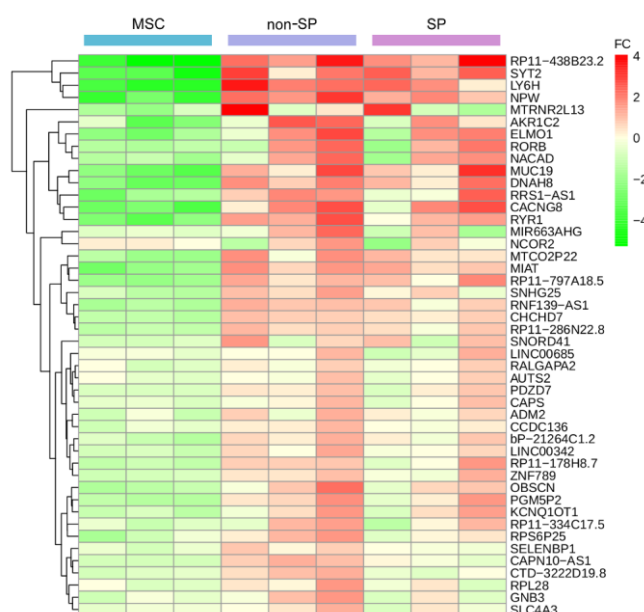 MSC non-SP SP
FC
4
2
0
−2
−4
RP11−438B23.2
SYT2
LY6H
NPW
MTRNR2L13
AKR1C2
ELMO1
RORB
NACAD
MUC19
DNAH8
RRS1−AS1
CACNG8
RYR1
MIR663AHG
NCOR2
MTCO2P22
MIAT
RP11−797A18.5
SNHG25
RNF139−AS1
CHCHD7
RP11−286N22.8
SNORD41
LINC00685
RALGAPA2
AUTS2
PDZD7
CAPS
ADM2
CCDC136
bP−21264C1.2
LINC00342
RP11−178H8.7
ZNF789
OBSCN
PGM5P2
KCNQ1OT1
RP11−334C17.5
RPS6P25
SELENBP1
CAPN10−AS1
CTD−3222D19.8
RPL28
GNB3
SLC4A3